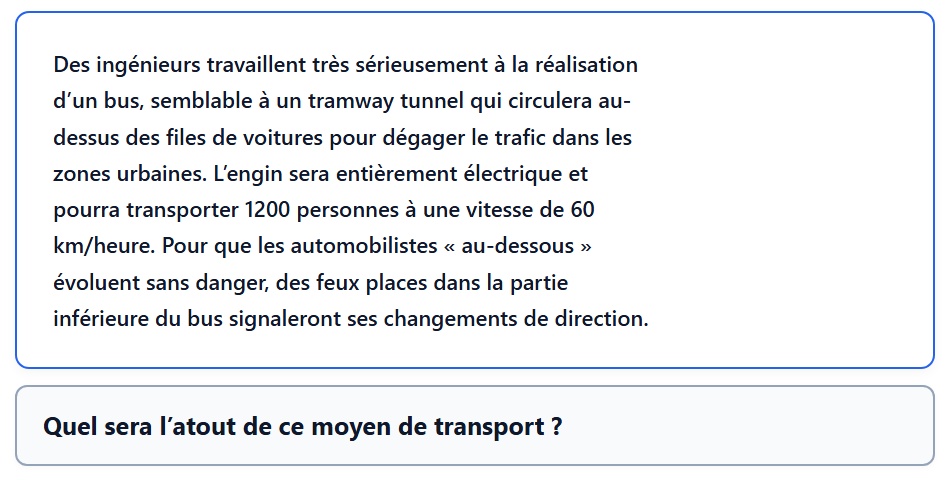 Des ingénieurs travaillent très sérieusement à la réalisation
d’un bus, semblable à un tramway tunnel qui circulera au-
dessus des files de voitures pour dégager le trafic dans les
zones urbaines. L’engin sera entièrement électrique et
pourra transporter 1200 personnes à une vitesse de 60
km/heure. Pour que les automobilistes « au-dessous »
évoluent sans danger, des feux places dans la partie
inférieure du bus signaleront ses changements de direction.
Quel sera l’atout de ce moyen de transport ?